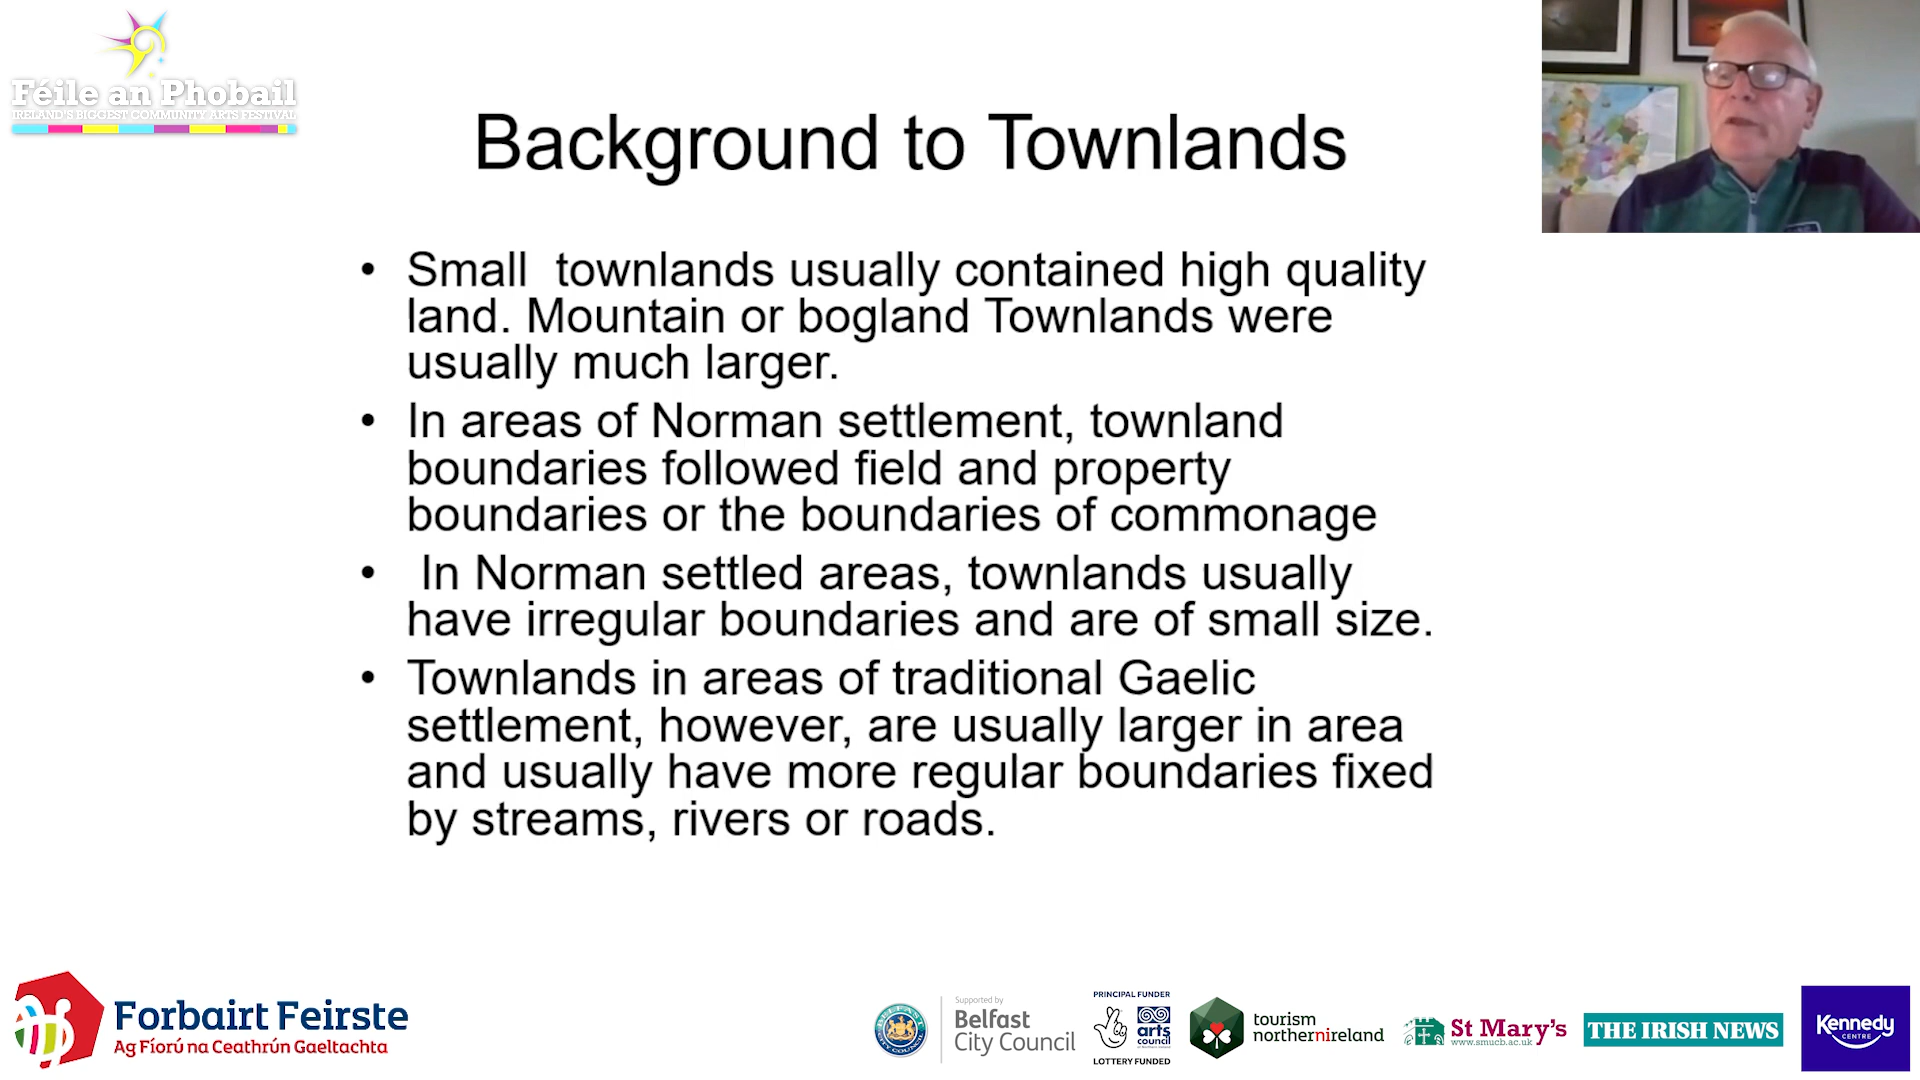 Féile an Phobail
IRELAND'S BIGGEST COMMUNITY ARTS FESTIVAL
Background to Townlands
• Small  townlands usually contained high quality
land. Mountain or bogland Townlands were
usually much larger.
• In areas of Norman settlement, townland
boundaries followed field and property
boundaries or the boundaries of commonage
•  In Norman settled areas, townlands usually
have irregular boundaries and are of small size.
• Townlands in areas of traditional Gaelic
settlement, however, are usually larger in area
and usually have more regular boundaries fixed
by streams, rivers or roads.
Forbairt Feirste
Ag Fíorú na Ceathrún Gaeltachta
Supported by
Belfast
City Council
PRINCIPAL FUNDER
arts
council
LOTTERY FUNDED
tourism
northernireland
St Mary's
www.smucb.ac.uk
THE IRISH NEWS
Kennedy
CENTRE